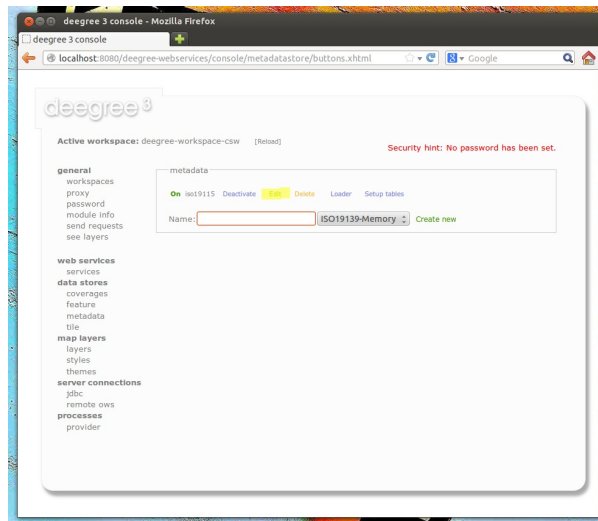 deegree 3 console - Mozilla Firefox
deegree 3 console
localhost:8080/deegree-webservices/console/metadatastore/buttons.xhtml
Google
deegree 3
Active workspace: deegree-workspace-csw [Reload]
Security hint: No password has been set.
general
workspaces
proxy
password
module info
send requests
see layers
web services
services
data stores
coverages
feature
metadata
tile
map layers
layers
styles
themes
server connections
jdbc
remote ows
processes
provider
metadata
On iso19115 Deactivate Edit Delete Loader Setup tables
Name: ISO19139-Memory Create new